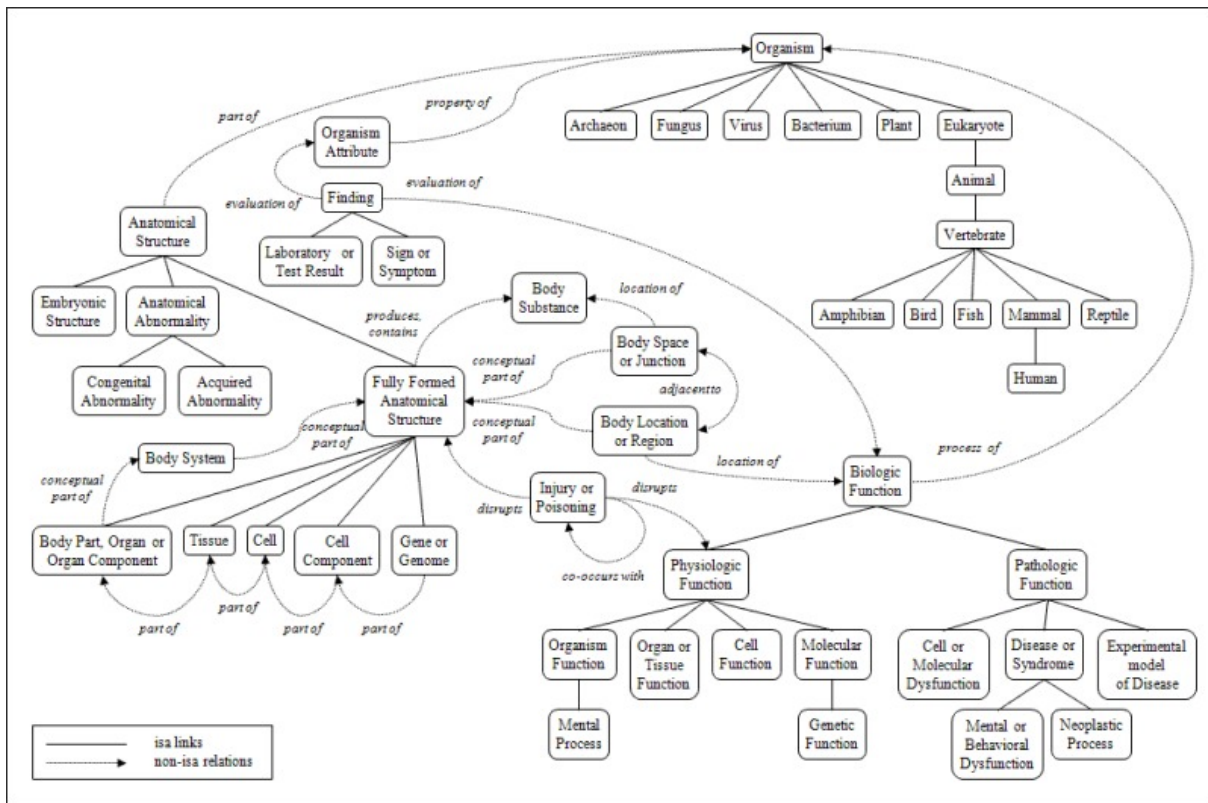 Organism
part of
property of
Archaeon
Fungus
Virus
Bacterium
Plant
Eukaryote
Organism
Attribute
evaluation of
Animal
evaluation of
Finding
Anatomical
Structure
Vertebrate
Laboratory or
Test Result
Sign or
Symptom
Embryonic
Structure
Anatomical
Abnormality
Body
Substance
location of
produces,
contains
Amphibian
Bird
Fish
Mammal
Reptile
Body Space
or Junction
conceptual
part of
Congenital
Abnormality
Acquired
Abnormality
Fully Formed
Anatomical
Structure
adjacent to
Human
conceptual
part of
Body Location
or Region
conceptual
part of
Body System
location of
process of
conceptual
part of
Biologic
Function
Injury or
Poisoning
disrupts
disrupts
Body Part, Organ or
Organ Component
Tissue
Cell
Cell
Component
Gene or
Genome
co-occurs with
Physiologic
Function
Pathologic
Function
part of
part of
part of
part of
Organism
Function
Organ or
Tissue
Function
Cell
Function
Molecular
Function
Cell or
Molecular
Dysfunction
Disease or
Syndrome
Experimental
model
of Disease
Mental
Process
Genetic
Function
Mental or
Behavioral
Dysfunction
Neoplastic
Process
isa links
non-isa relations